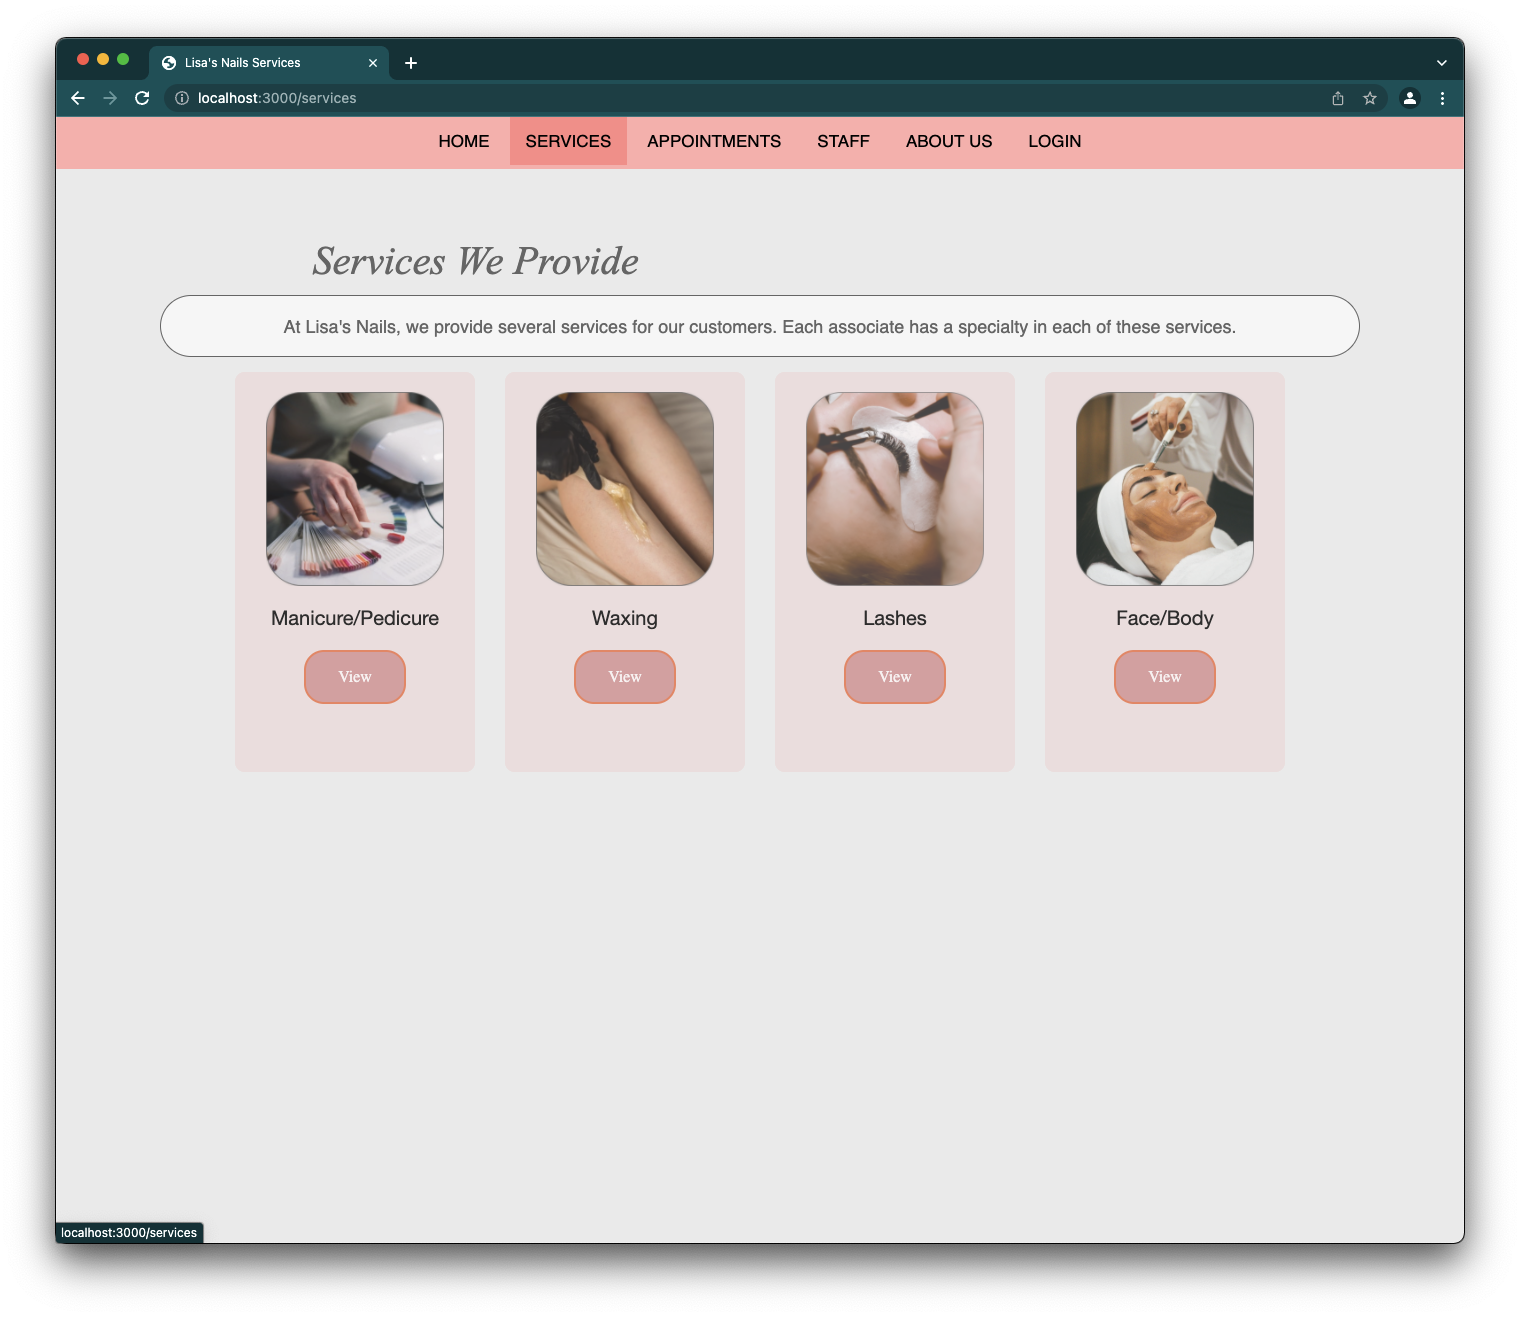 Lisa's Nails Services
localhost:3000/services
HOME SERVICES APPOINTMENTS STAFF ABOUT US LOGIN
Services We Provide
At Lisa's Nails, we provide several services for our customers. Each associate has a specialty in each of these services.
Manicure/Pedicure Waxing Lashes Face/Body
View View View View
localhost:3000/services